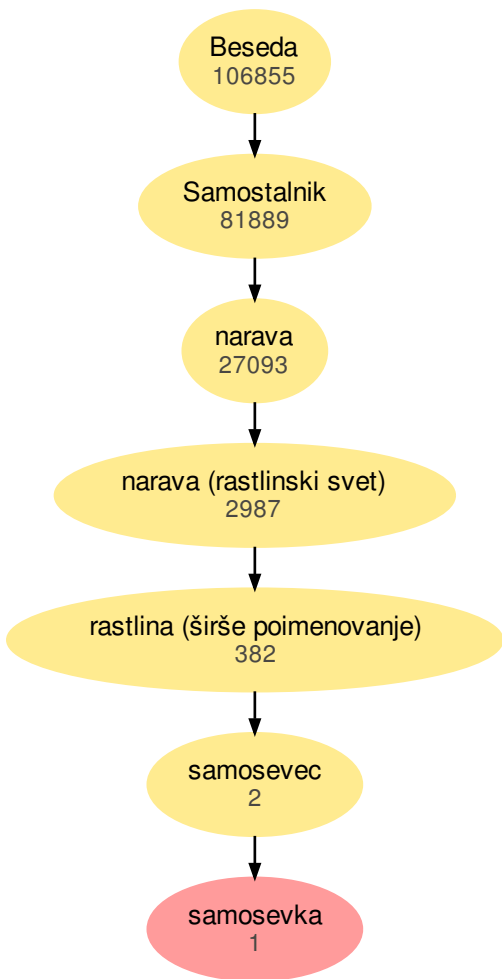 Beseda
106855
Samostalnik
81889
narava
27093
narava (rastlinski svet)
2987
rastlina (širše poimenovanje)
382
samosevec
2
samosevka
1